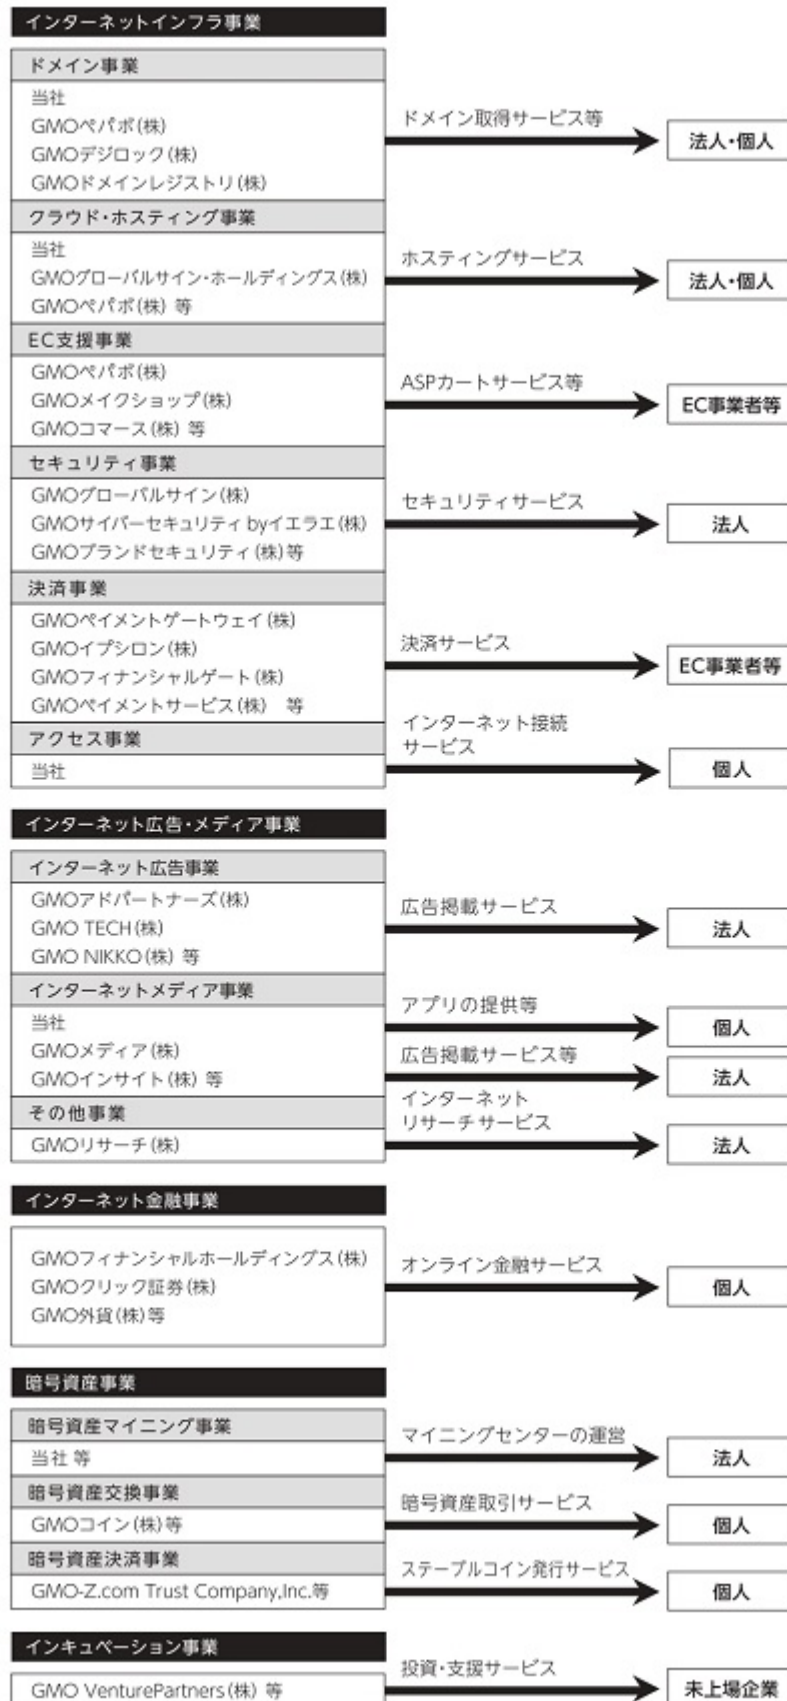 インターネットインフラ事業
ドメイン事業
当社
GMOペパボ(株)
GMOデジロック(株)
GMOドメインレジストリ(株)
ドメイン取得サービス等
法人・個人
クラウド・ホスティング事業
当社
GMOグローバルサイン・ホールディングス(株)
GMOペパボ(株) 等
ホスティングサービス
法人・個人
EC支援事業
GMOペパボ(株)
GMOメイクショップ(株)
GMOコマース(株) 等
ASPカートサービス等
EC事業者等
セキュリティ事業
GMOグローバルサイン(株)
GMOサイバーセキュリティ byイエラエ(株)
GMOブランドセキュリティ(株)等
セキュリティサービス
法人
決済事業
GMOペイメントゲートウェイ(株)
GMOイプシロン(株)
GMOフィナンシャルゲート(株)
GMOペイメントサービス(株) 等
決済サービス
EC事業者等
アクセス事業
当社
インターネット接続
サービス
個人
インターネット広告・メディア事業
インターネット広告事業
GMOアドパートナーズ(株)
GMO TECH(株)
GMO NIKKO(株) 等
広告掲載サービス
法人
インターネットメディア事業
当社
GMOメディア(株)
GMOインサイト(株) 等
アプリの提供等
個人
広告掲載サービス等
法人
その他事業
GMOリサーチ(株)
インターネット
リサーチサービス
法人
インターネット金融事業
GMOフィナンシャルホールディングス(株)
GMOクリック証券(株)
GMO外貨(株)等
オンライン金融サービス
個人
暗号資産事業
暗号資産マイニング事業
当社 等
マイニングセンターの運営
法人
暗号資産交換事業
GMOコイン(株)等
暗号資産取引サービス
個人
暗号資産決済事業
GMO-Z.com Trust Company,Inc.等
ステーブルコイン発行サービス
個人
インキュベーション事業
GMO VenturePartners(株) 等
投資・支援サービス
未上場企業